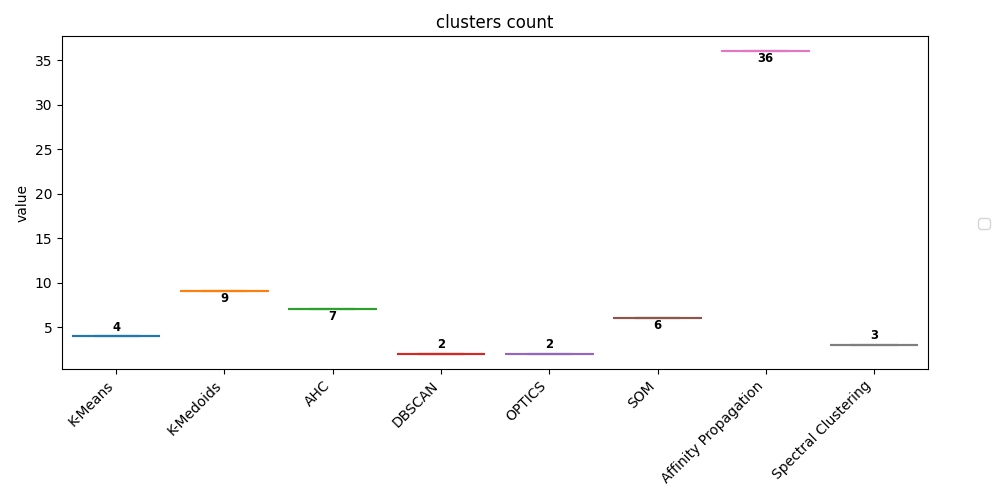 clusters count
value
35
30
25
20
15
10
5
4
9
7
2
2
6
36
3
K-Means
K-Medoids
AHC
DBSCAN
OPTICS
SOM
Affinity Propagation
Spectral Clustering